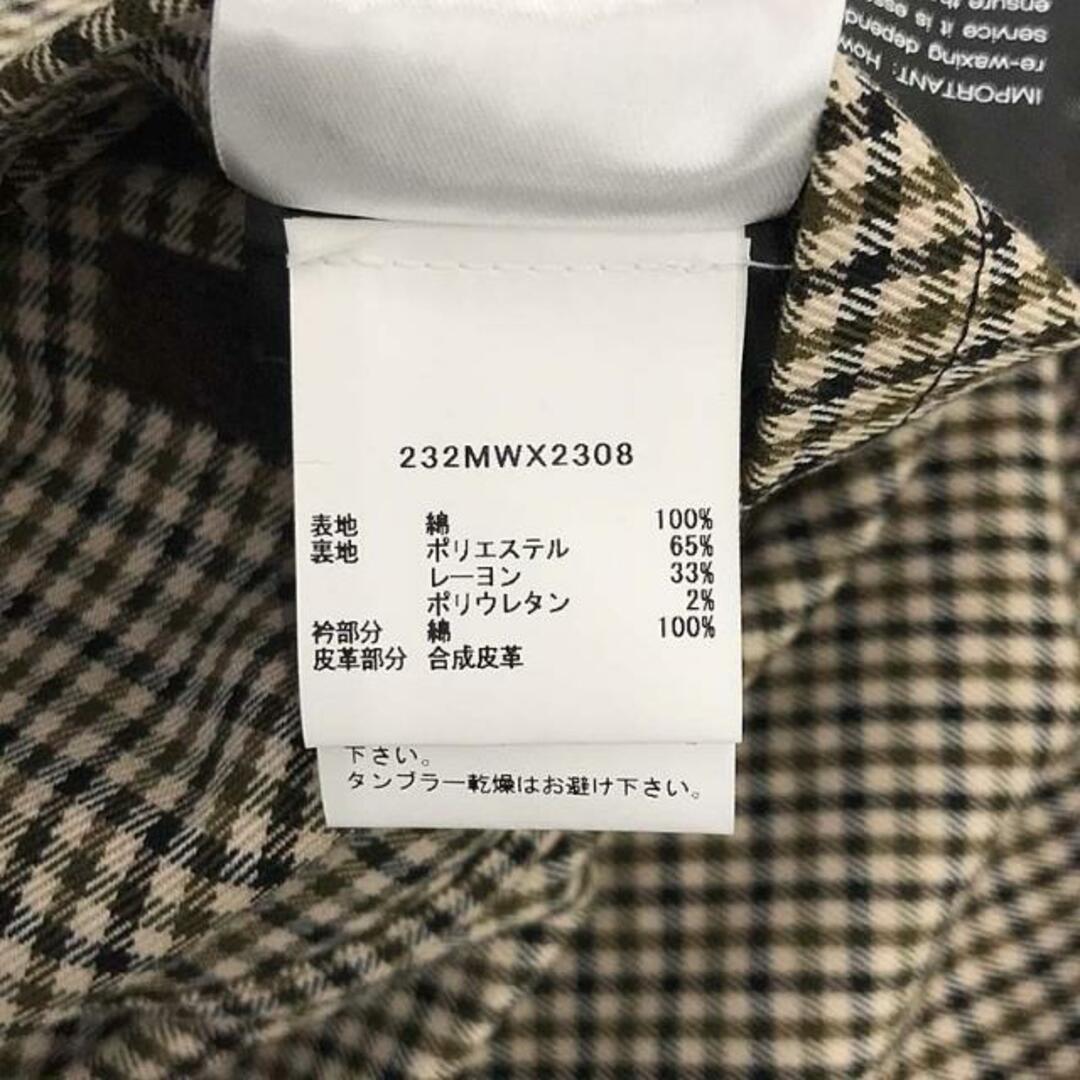 IMPORTANT: How
re-waxing depend
service it is
ensure
232MWX2308
表地 綿 100%
裏地 ポリエステル 65%
レーヨン 33%
ポリウレタン 2%
衿部分 綿 100%
皮革部分 合成皮革
下さい。
タンブラー乾燥はお避け下さい。